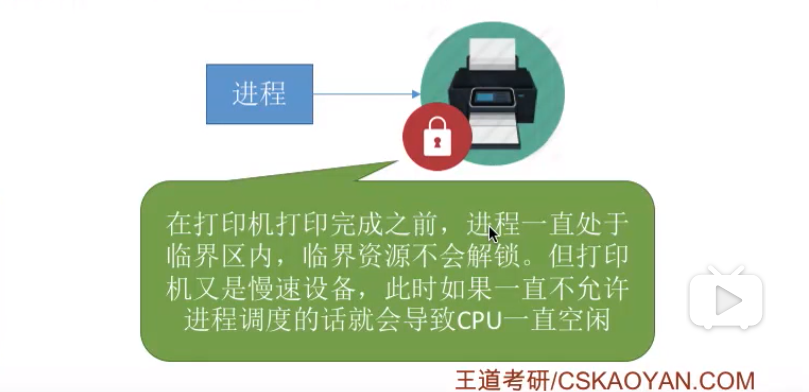 进程
在打印机打印完成之前，进程一直处于
临界区内，临界资源不会解锁。但打印
机又是慢速设备，此时如果一直不允许
进程调度的话就会导致CPU一直空闲
王道考研/CSKAOYAN.COM